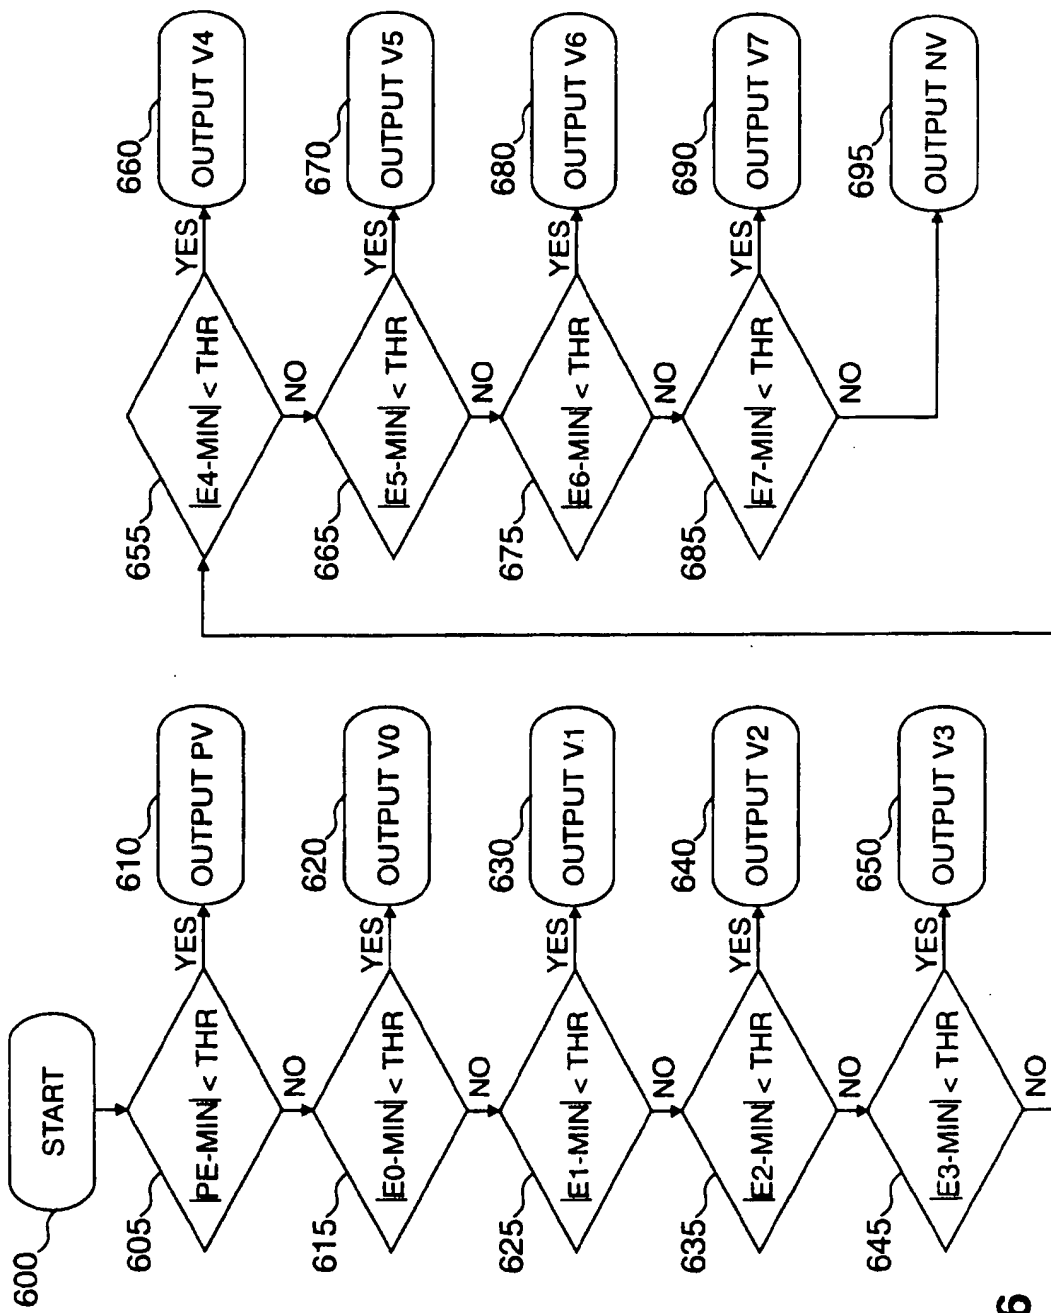 600
START
605
|PE-MIN| < THR
YES
610
OUTPUT PV
NO
615
|E0-MIN| < THR
YES
620
OUTPUT V0
NO
625
|E1-MIN| < THR
YES
630
OUTPUT V1
NO
635
|E2-MIN| < THR
YES
640
OUTPUT V2
NO
645
|E3-MIN| < THR
YES
650
OUTPUT V3
NO
655
|E4-MIN| < THR
YES
660
OUTPUT V4
NO
665
|E5-MIN| < THR
YES
670
OUTPUT V5
NO
675
|E6-MIN| < THR
YES
680
OUTPUT V6
NO
685
|E7-MIN| < THR
YES
690
OUTPUT V7
NO
695
OUTPUT NV
6